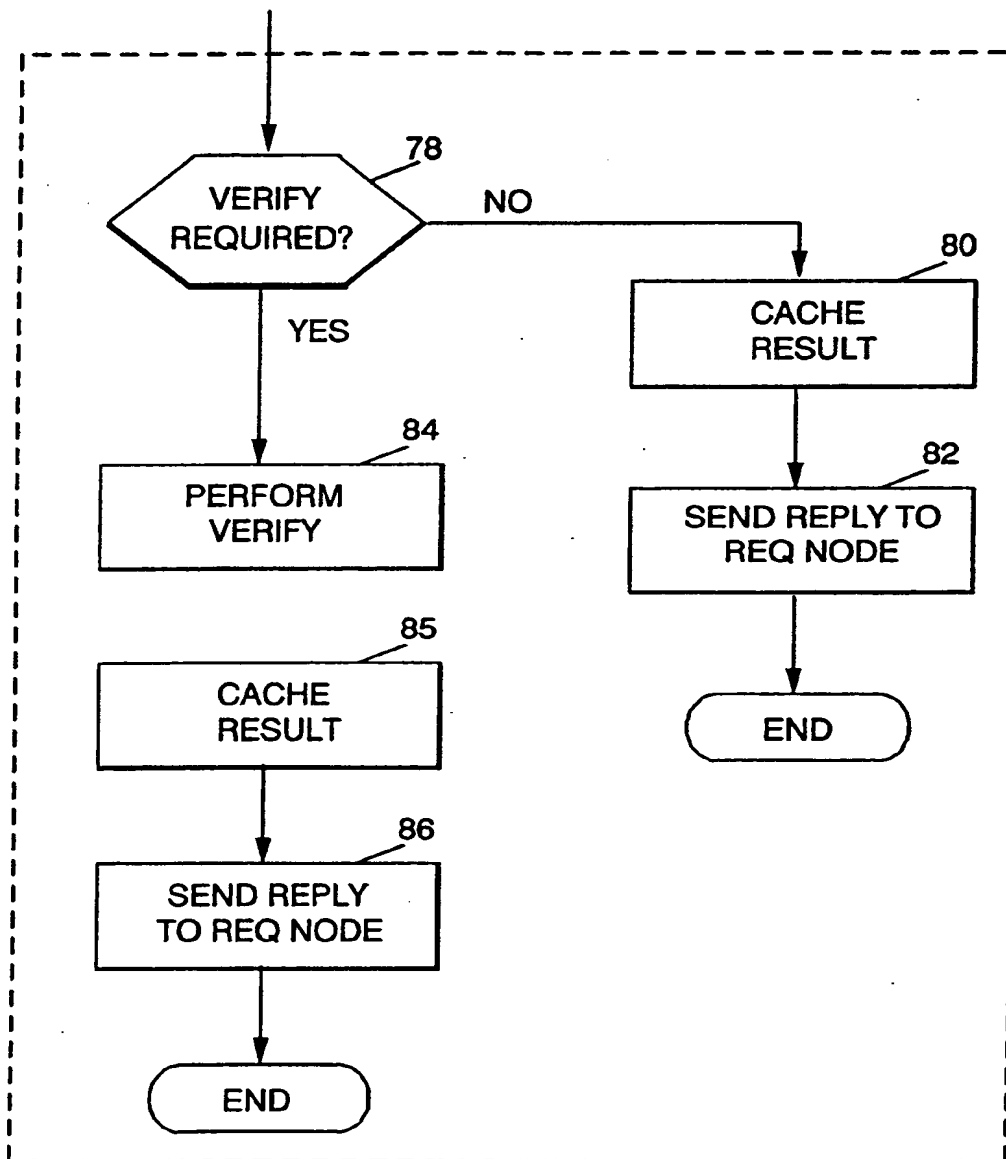 78
VERIFY
REQUIRED?
NO
YES
80
CACHE
RESULT
84
PERFORM
VERIFY
82
SEND REPLY TO
REQ NODE
85
CACHE
RESULT
END
86
SEND REPLY
TO REQ NODE
END